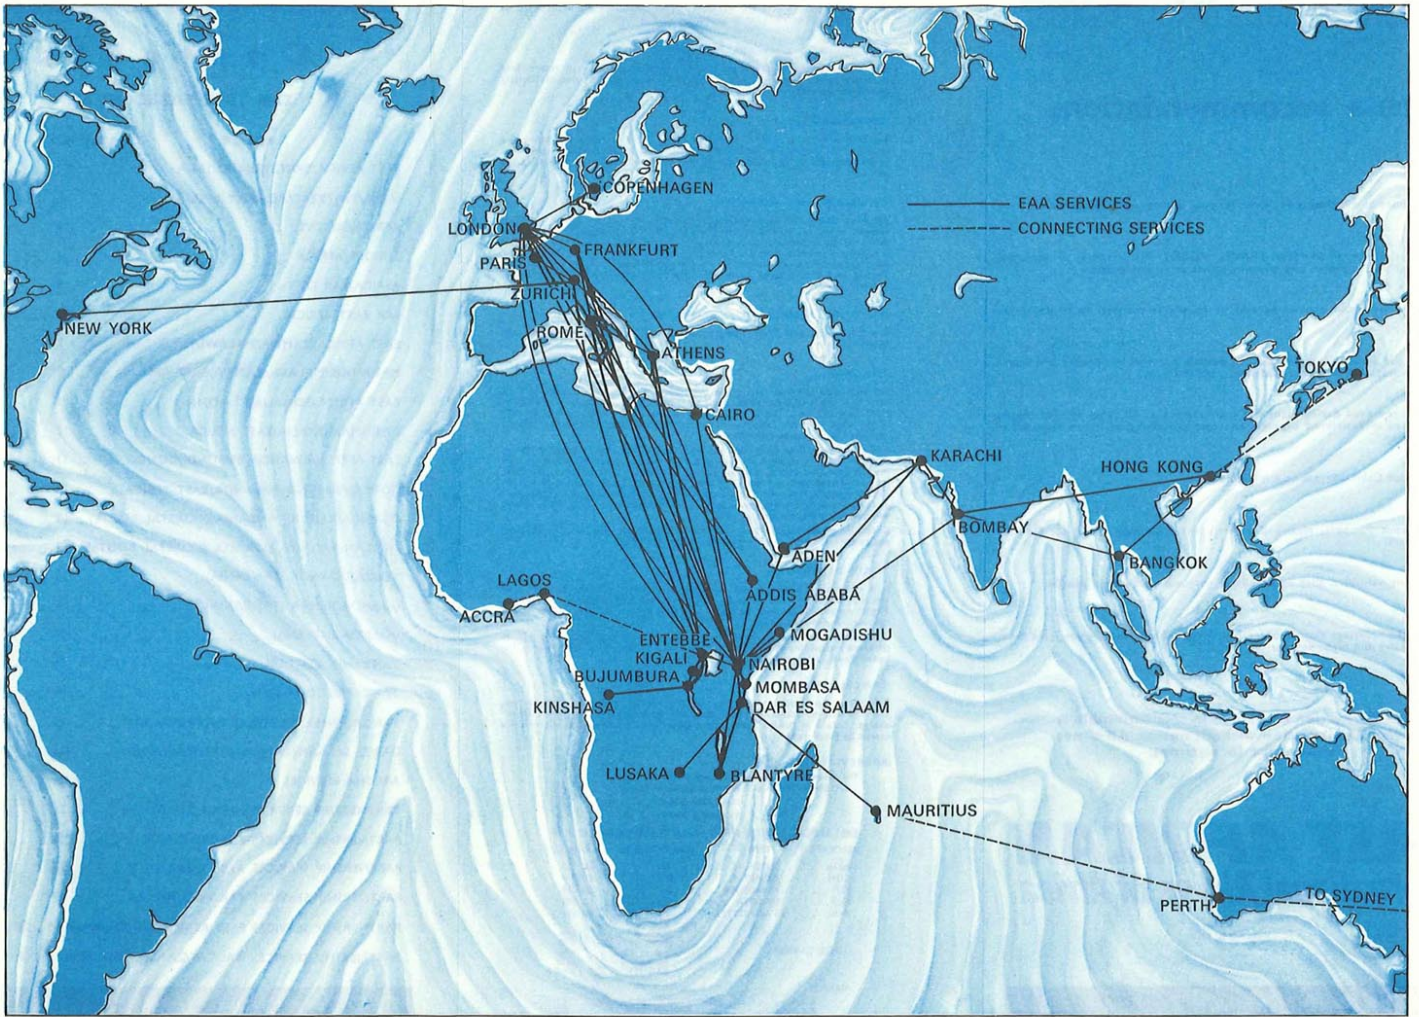 COPENHAGEN
EAA SERVICES
CONNECTING SERVICES
LONDON
FRANKFURT
PARIS
ZURICH
NEW YORK
ROME
ATHENS
TOKYO
CAIRO
KARACHI
HONG KONG
BOMBAY
ADEN
BANGKOK
LAGOS
ADDIS ABABA
ACCRA
ENTEBBE
MOGADISHU
KIGALI
NAIROBI
BUJUMBURA
MOMBASA
KINSHASA
DAR ES SALAAM
LUSAKA
BLANTYRE
MAURITIUS
TO SYDNEY
PERTH